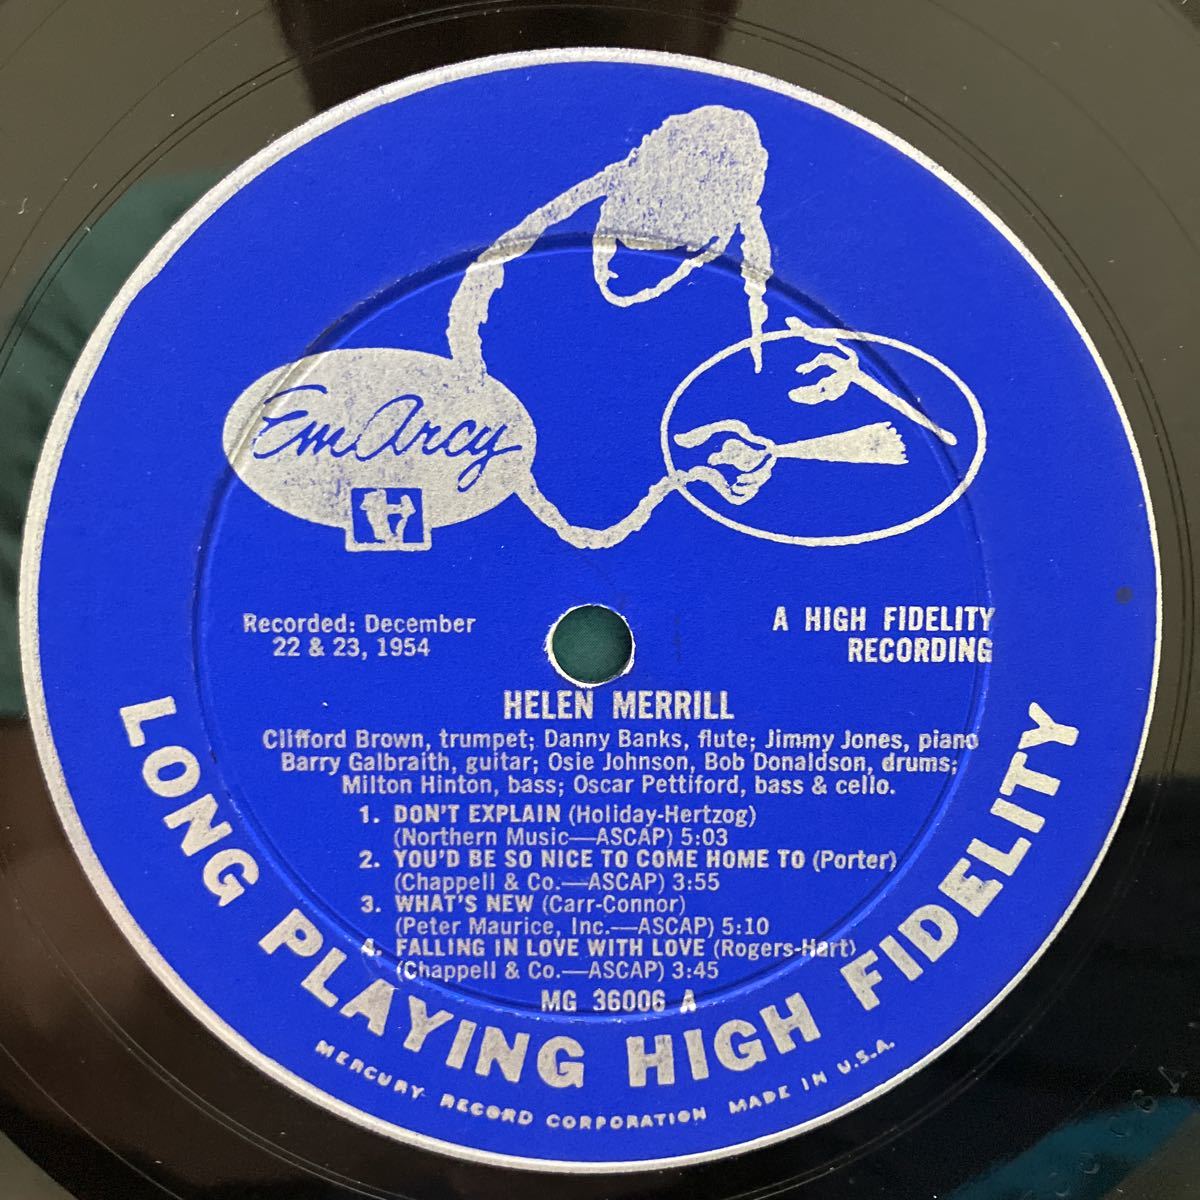 EmArcy
Recorded: December
22 & 23, 1954
A HIGH FIDELITY
RECORDING
HELEN MERRILL
Clifford Brown, trumpet; Danny Banks, flute; Jimmy Jones, piano
Barry Galbraith, guitar; Osie Johnson, Bob Donaldson, drums;
Milton Hinton, bass; Oscar Pettiford, bass & cello.
1. DON'T EXPLAIN (Holiday-Hertzog)
(Northern Music—ASCAP) 5:03
2. YOU'D BE SO NICE TO COME HOME TO (Porter)
(Chappell & Co.—ASCAP) 3:55
3. WHAT'S NEW (Carr-Connor)
(Peter Maurice, Inc.—ASCAP) 5:10
4. FALLING IN LOVE WITH LOVE (Rogers-Hart)
(Chappell & Co.—ASCAP) 3:45
MG 36006 A
LONG PLAYING HIGH FIDELITY
MERCURY RECORD CORPORATION MADE IN U.S.A.